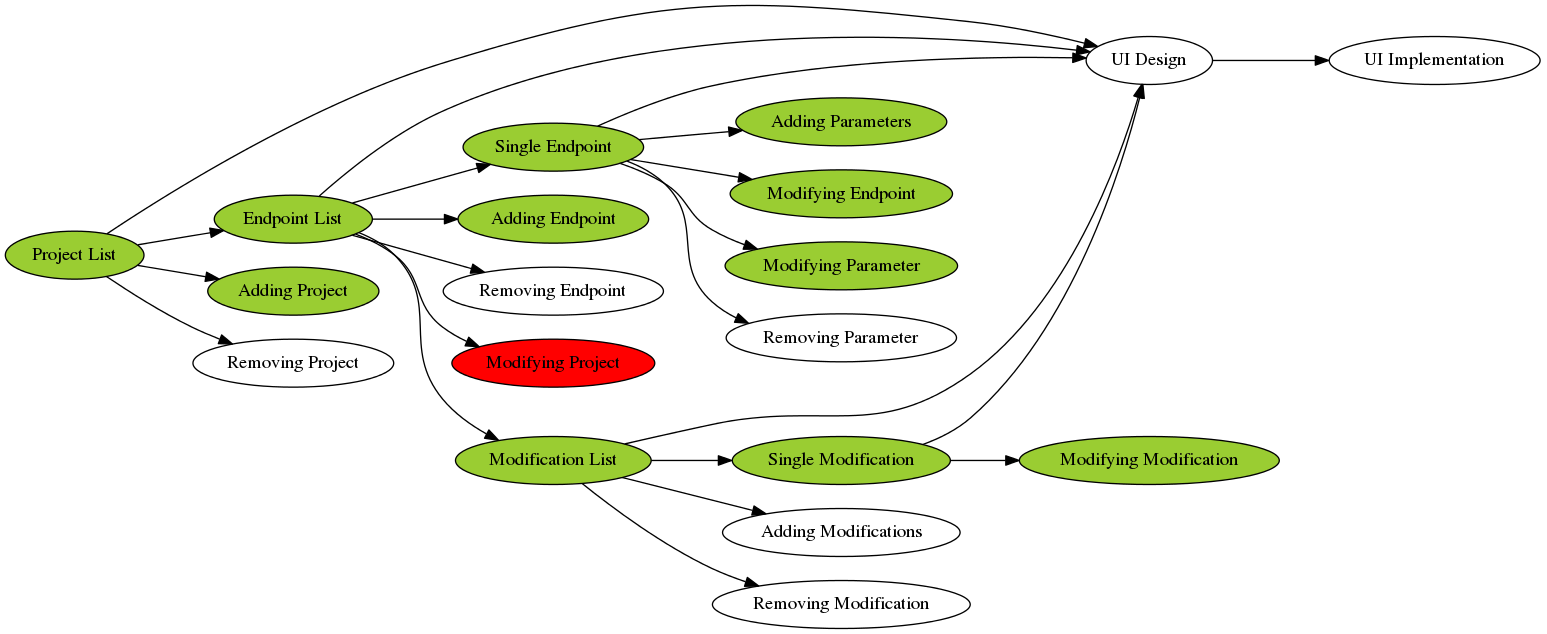 UI Design
UI Implementation
Adding Parameters
Single Endpoint
Modifying Endpoint
Endpoint List
Adding Endpoint
Project List
Modifying Parameter
Adding Project
Removing Endpoint
Removing Parameter
Removing Project
Modifying Project
Modification List
Single Modification
Modifying Modification
Adding Modifications
Removing Modification